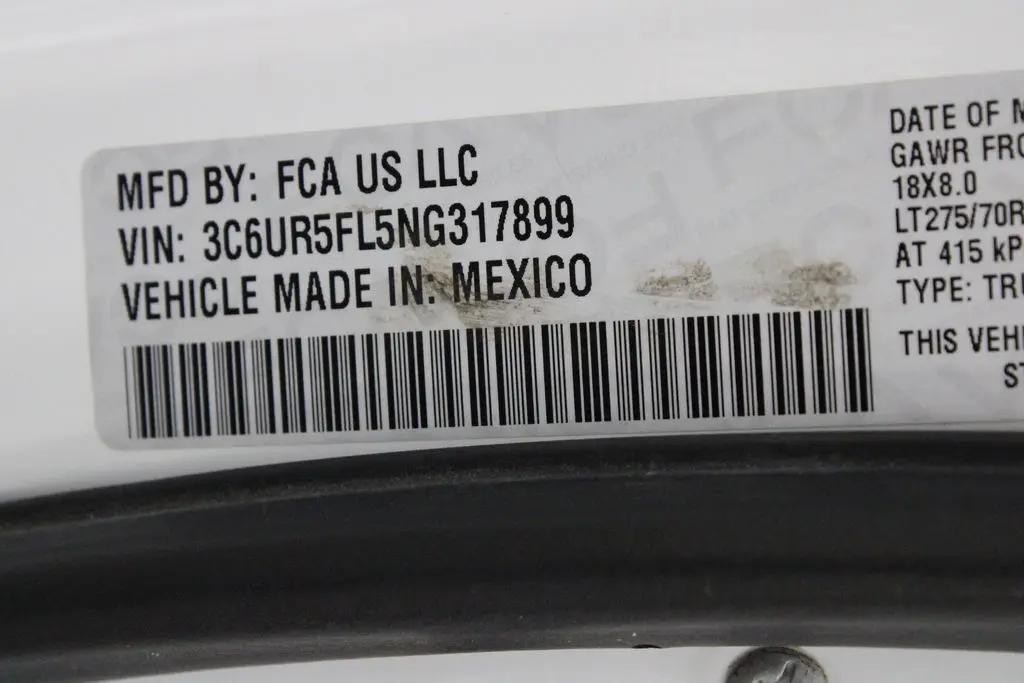 MFD BY: FCA US LLC
VIN: 3C6UR5FL5NG317899
VEHICLE MADE IN: MEXICO
DATE OF
GAWR
18X8.0
LT275/70R
AT 415
TYPE:
THIS